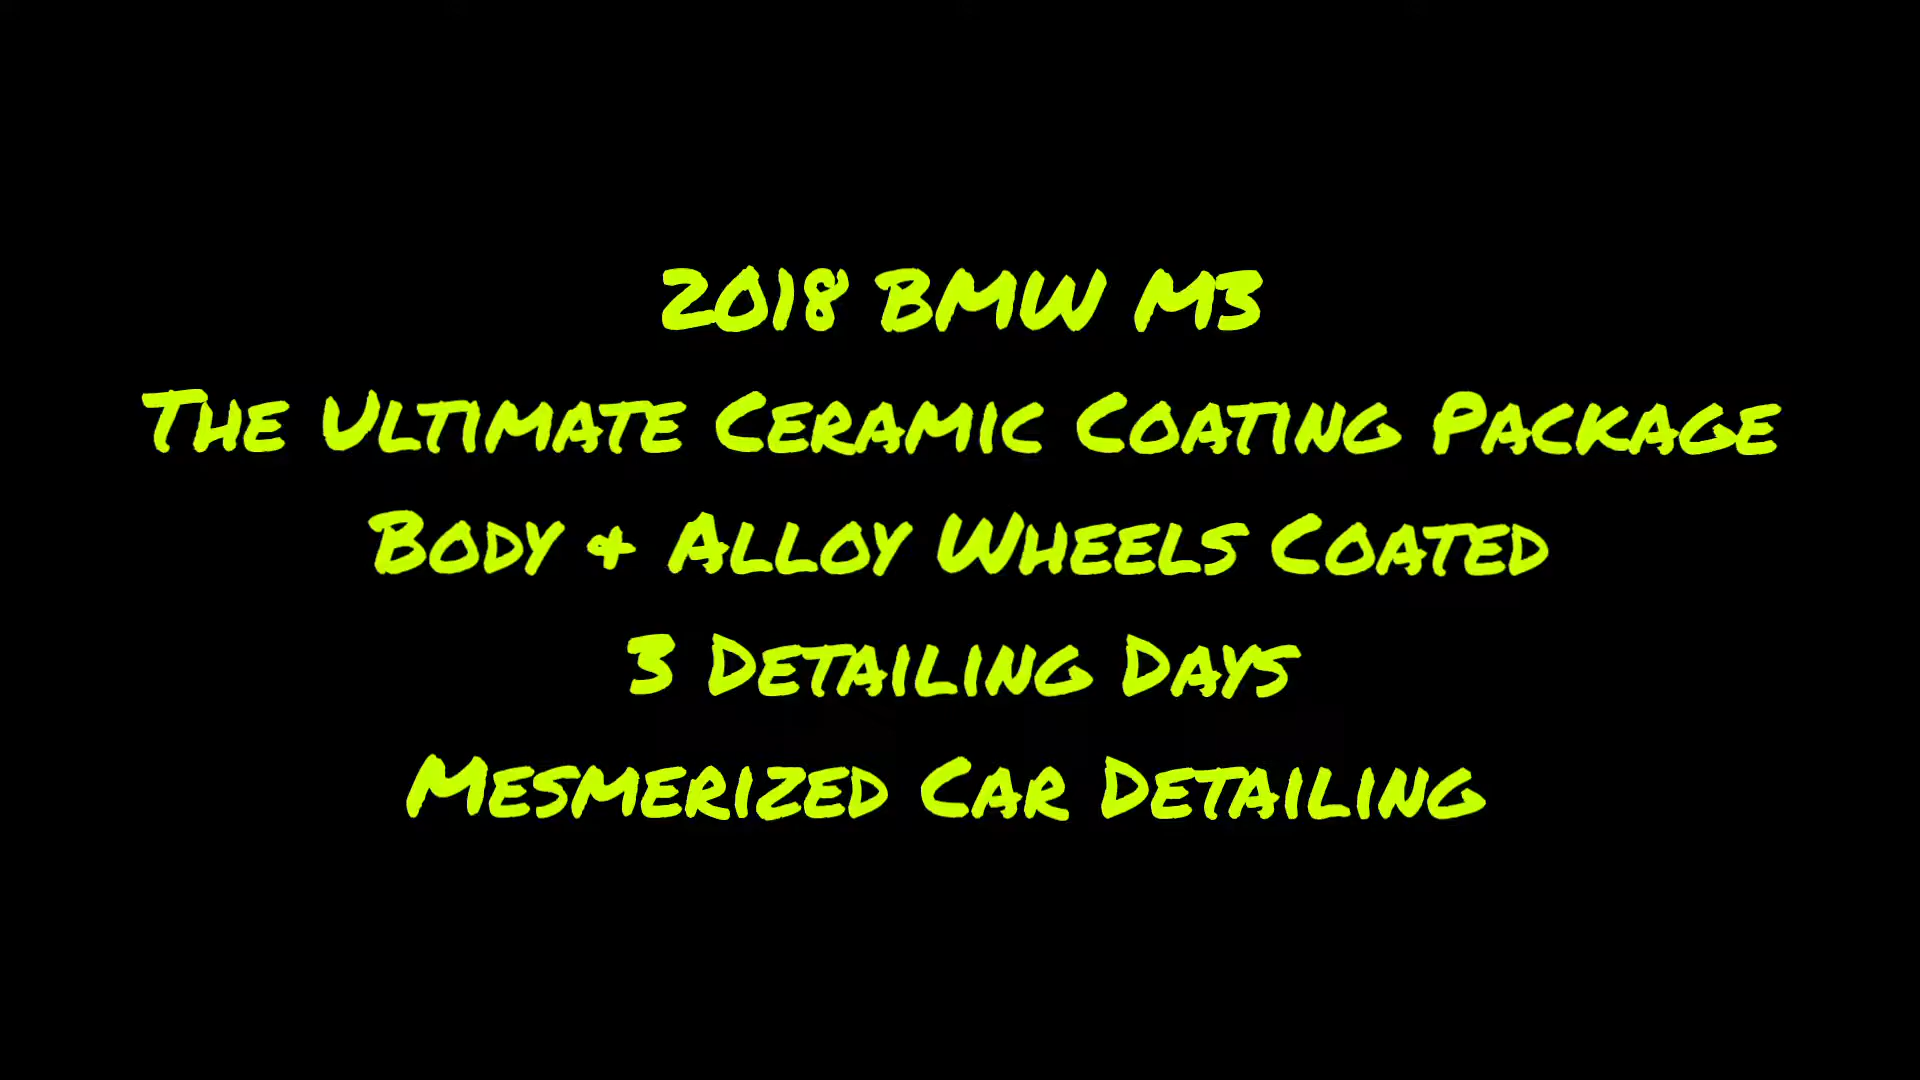 2018 BMW M3
The Ultimate Ceramic Coating Package
Body & Alloy Wheels Coated
3 Detailing Days
Mesmerized Car Detailing